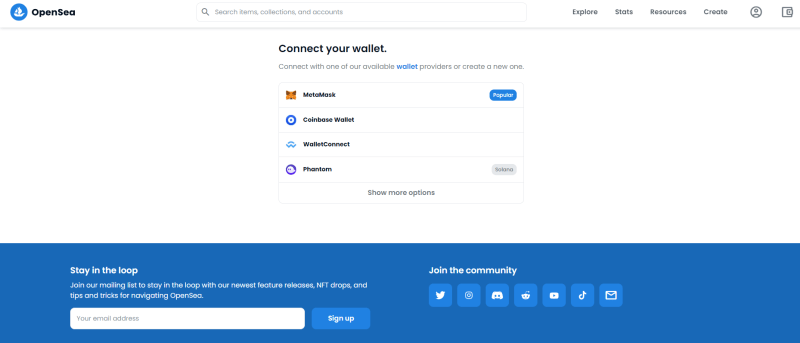 OpenSea
Search items, collections, and accounts
Explore
Stats
Resources
Create
Connect your wallet.
Connect with one of our available wallet providers or create a new one.
MetaMask
Popular
Coinbase Wallet
WalletConnect
Phantom
Solana
Show more options
Stay in the loop
Join our mailing list to stay in the loop with our newest feature releases, NFT drops, and
tips and tricks for navigating OpenSea.
Your email address
Sign up
Join the community